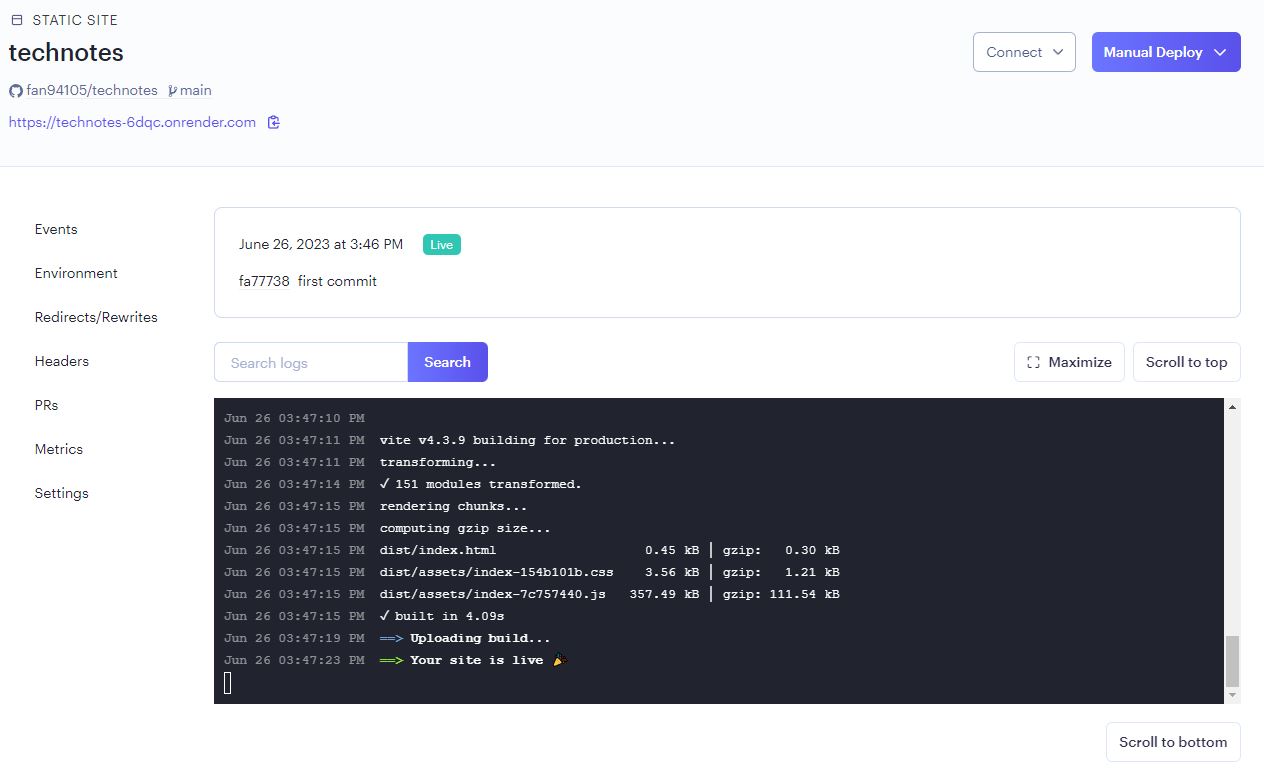 STATIC SITE
technotes
Connect
Manual Deploy
fan94105/technotes main
https://technotes-6dqc.onrender.com
Events
Environment
Redirects/Rewrites
Headers
PRs
Metrics
Settings
June 26, 2023 at 3:46 PM Live
fa77738 first commit
Search logs Search
Maximize Scroll to top
Jun 26 03:47:10 PM
Jun 26 03:47:11 PM vite v4.3.9 building for production...
Jun 26 03:47:11 PM transforming...
Jun 26 03:47:14 PM ✓ 151 modules transformed.
Jun 26 03:47:15 PM rendering chunks...
Jun 26 03:47:15 PM computing gzip size...
Jun 26 03:47:15 PM dist/index.html 0.45 kB │ gzip: 0.30 kB
Jun 26 03:47:15 PM dist/assets/index-154b101b.css 3.56 kB │ gzip: 1.21 kB
Jun 26 03:47:15 PM dist/assets/index-7c757440.js 357.49 kB │ gzip: 111.54 kB
Jun 26 03:47:15 PM ✓ built in 4.09s
Jun 26 03:47:19 PM ==> Uploading build...
Jun 26 03:47:23 PM ==> Your site is live 🎉
Scroll to bottom